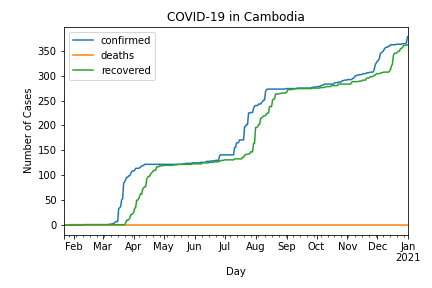 COVID-19 in Cambodia
confirmed
deaths
recovered
Number of Cases
350
300
250
200
150
100
50
0
Feb Mar Apr May Jun Jul Aug Sep Oct Nov Dec Jan
2021
Day